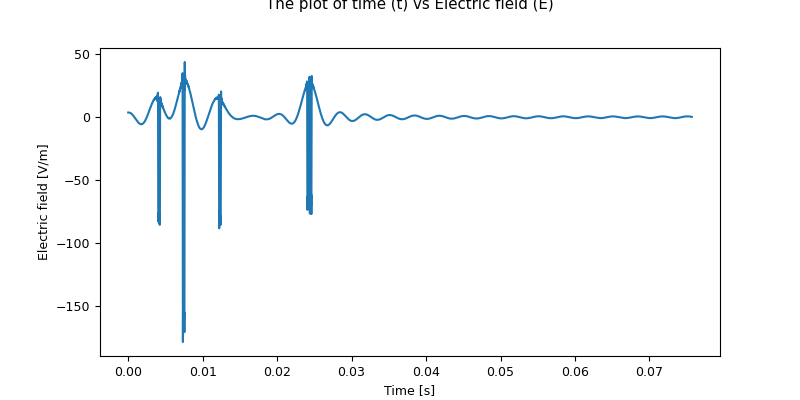 The plot of time (t) vs Electric field (E)
50
0
−50
−100
−150
Electric field [V/m]
0.00 0.01 0.02 0.03 0.04 0.05 0.06 0.07
Time [s]